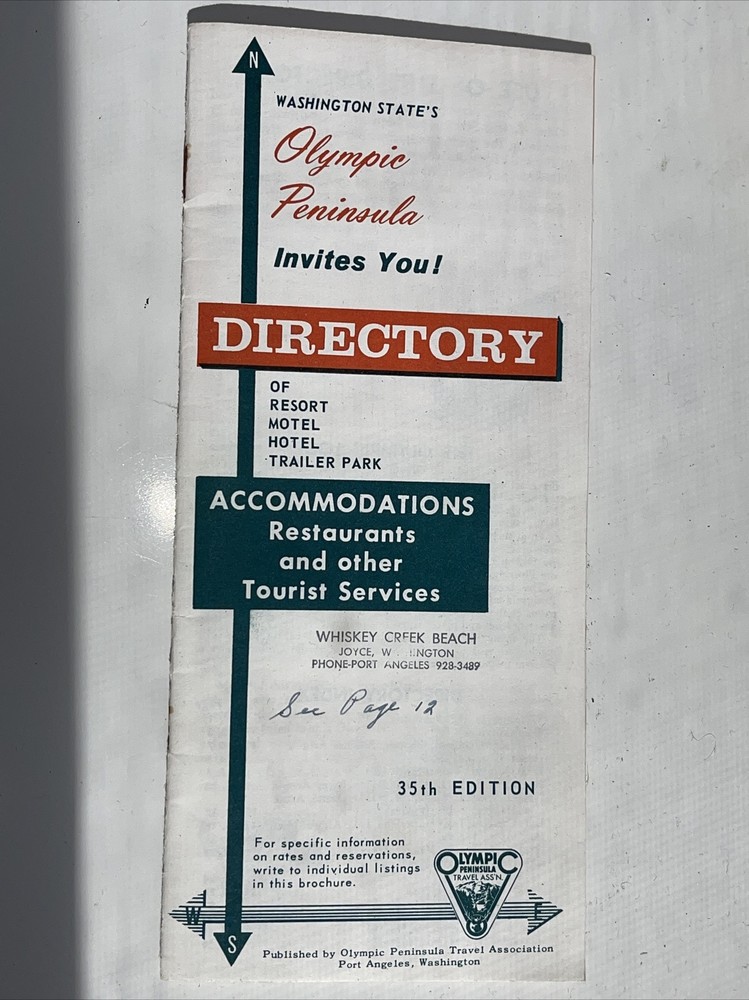 N
WASHINGTON STATE'S
Olympic
Peninsula
Invites You!
DIRECTORY
OF
RESORT
MOTEL
HOTEL
TRAILER PARK
ACCOMMODATIONS
Restaurants
and other
Tourist Services
WHISKEY CREEK BEACH
JOYCE,
PHONE-PORT ANGELES 928-3489
See Page 12
35th EDITION
For specific information
on rates and reservations,
write to individual listings
in this brochure.
OLYMPIC
PENINSULA
TRAVEL ASS'N.
W
E
S
Published by Olympic Peninsula Travel Association
Port Angeles, Washington